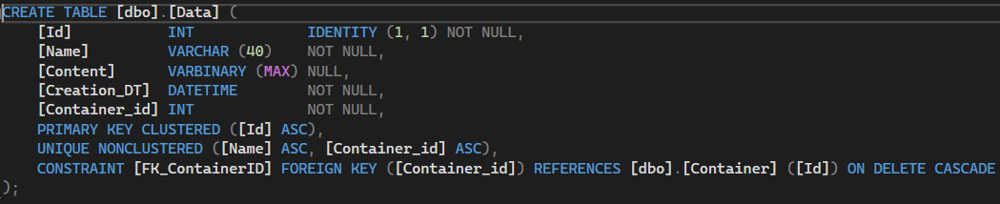 CREATE TABLE [dbo].[Data] (
    [Id]           INT             IDENTITY (1, 1) NOT NULL,
    [Name]         VARCHAR (40)    NOT NULL,
    [Content]      VARBINARY (MAX) NULL,
    [Creation_DT]  DATETIME        NOT NULL,
    [Container_id] INT             NOT NULL,
    PRIMARY KEY CLUSTERED ([Id] ASC),
    UNIQUE NONCLUSTERED ([Name] ASC, [Container_id] ASC),
    CONSTRAINT [FK_ContainerID] FOREIGN KEY ([Container_id]) REFERENCES [dbo].[Container] ([Id]) ON DELETE CASCADE
);